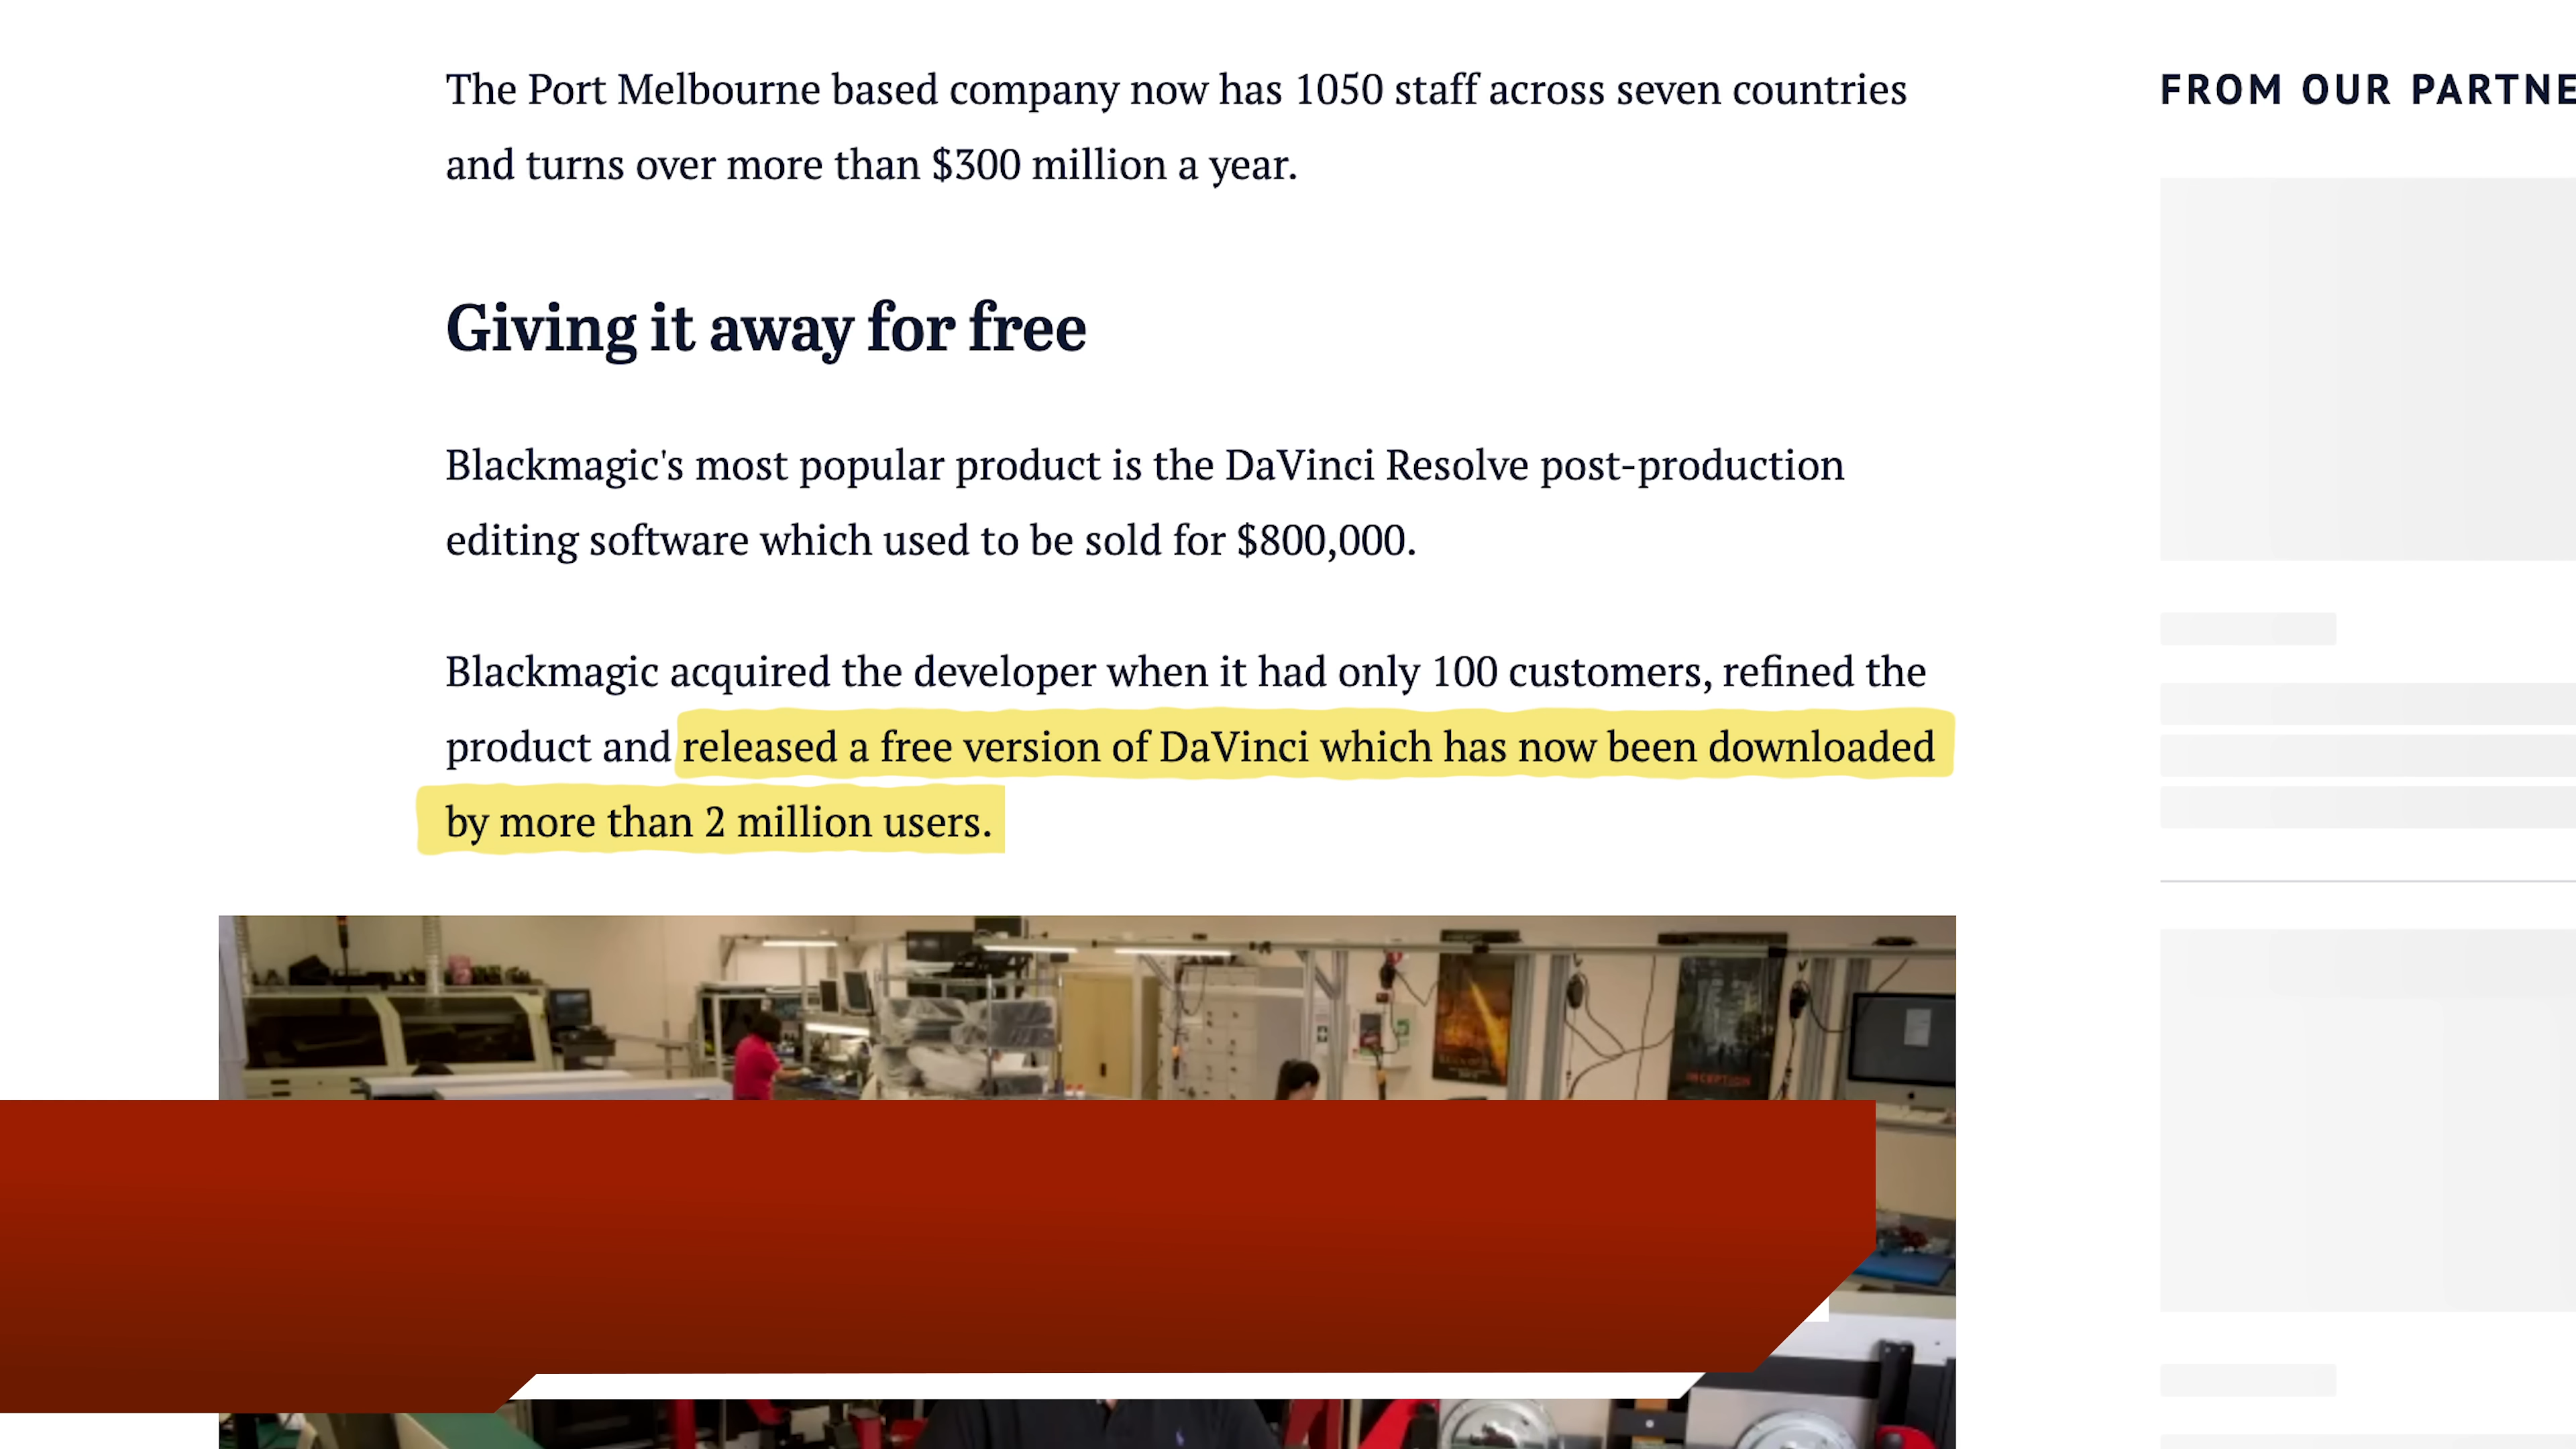 The Port Melbourne based company now has 1050 staff across seven countries
and turns over more than $300 million a year.
FROM OUR PARTNE
Giving it away for free
Blackmagic's most popular product is the DaVinci Resolve post-production
editing software which used to be sold for $800,000.
Blackmagic acquired the developer when it had only 100 customers, refined the
product and released a free version of DaVinci which has now been downloaded
by more than 2 million users.
INCEPTION